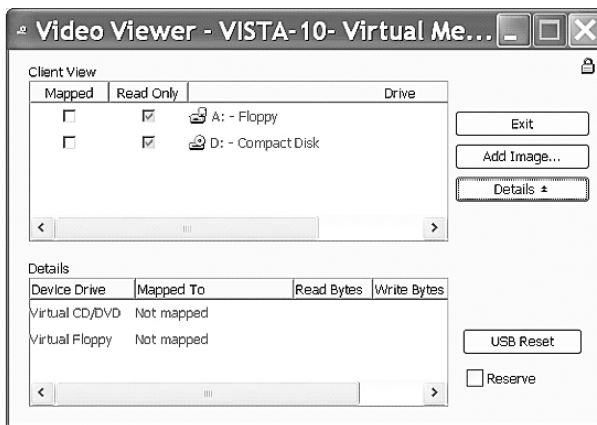 Video Viewer - VISTA-10- Virtual Me...
Client View
Mapped Read Only Drive
A: - Floppy
D: - Compact Disk
Exit
Add Image...
Details
Details
Device Drive Mapped To Read Bytes Write Bytes
Virtual CD/DVD Not mapped
Virtual Floppy Not mapped
USB Reset
Reserve